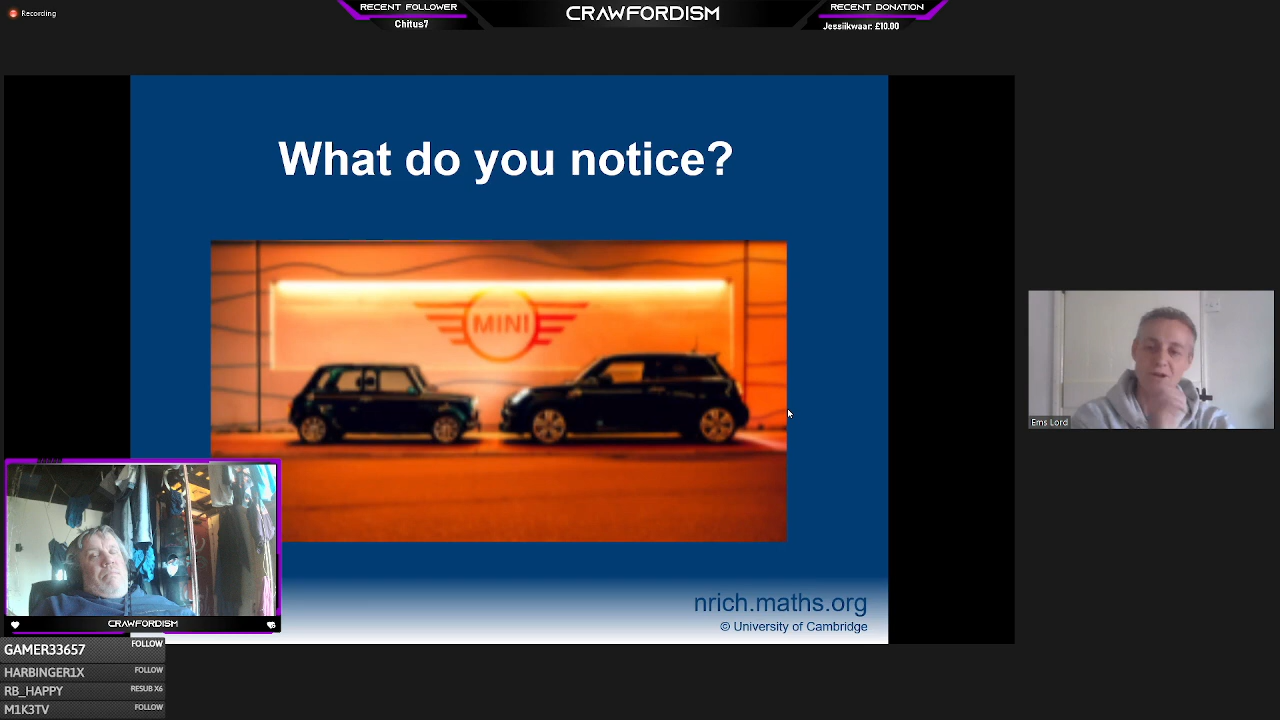 Recording
RECENT FOLLOWER
Chitus7
CRAWFORDISM
RECENT DONATION
Jessiikwaar: £10.00
What do you notice?
MINI
Ems Lord
nrich.maths.org
© University of Cambridge
CRAWFORDISM
GAMER33657 FOLLOW
HARBINGER1X FOLLOW
RB_HAPPY RESUB X6
M1K3TV FOLLOW